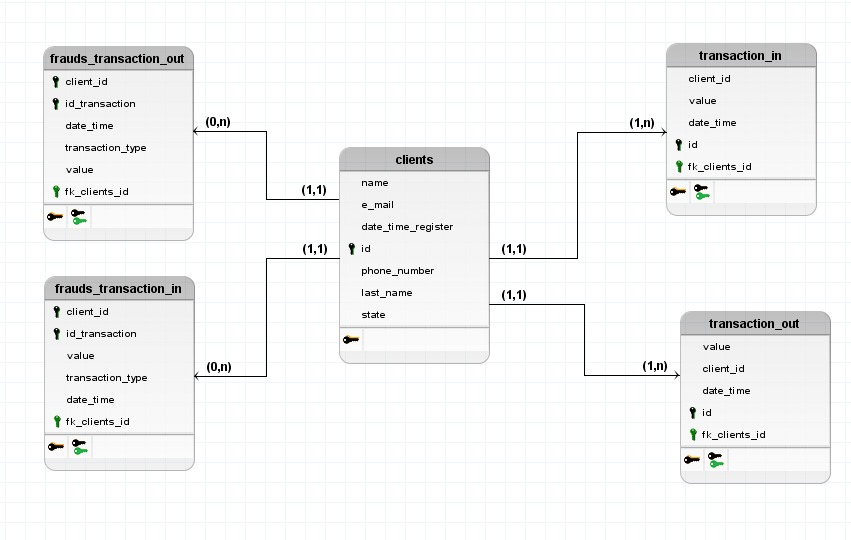 frauds_transaction_out
client_id
id_transaction
date_time
transaction_type
value
fk_clients_id
(0,n)
(1,1)
frauds_transaction_in
client_id
id_transaction
value
transaction_type
date_time
fk_clients_id
(0,n)
(1,1)
clients
name
e_mail
date_time_register
id
phone_number
last_name
state
(1,1)
(1,n)
transaction_in
client_id
value
date_time
id
fk_clients_id
(1,1)
(1,n)
transaction_out
value
client_id
date_time
id
fk_clients_id